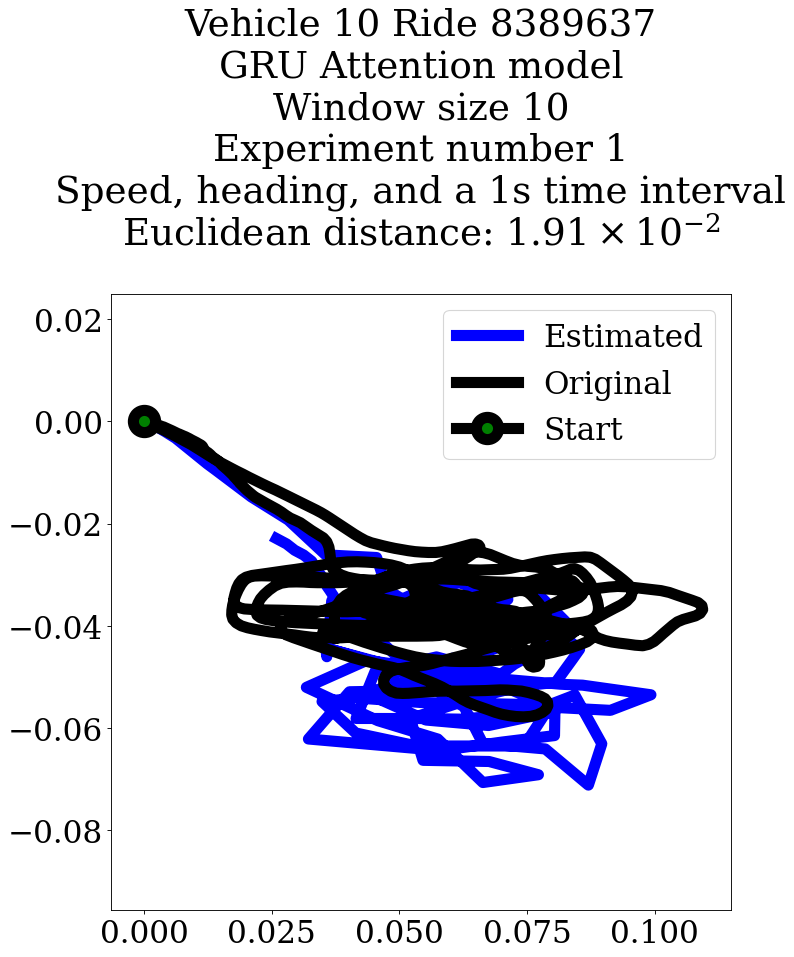 Vehicle 10 Ride 8389637
GRU Attention model
Window size 10
Experiment number 1
Speed, heading, and a 1s time interval
Euclidean distance: 1.91 × 10⁻²
Estimated
Original
Start
0.02
0.00
−0.02
−0.04
−0.06
−0.08
0.000 0.025 0.050 0.075 0.100